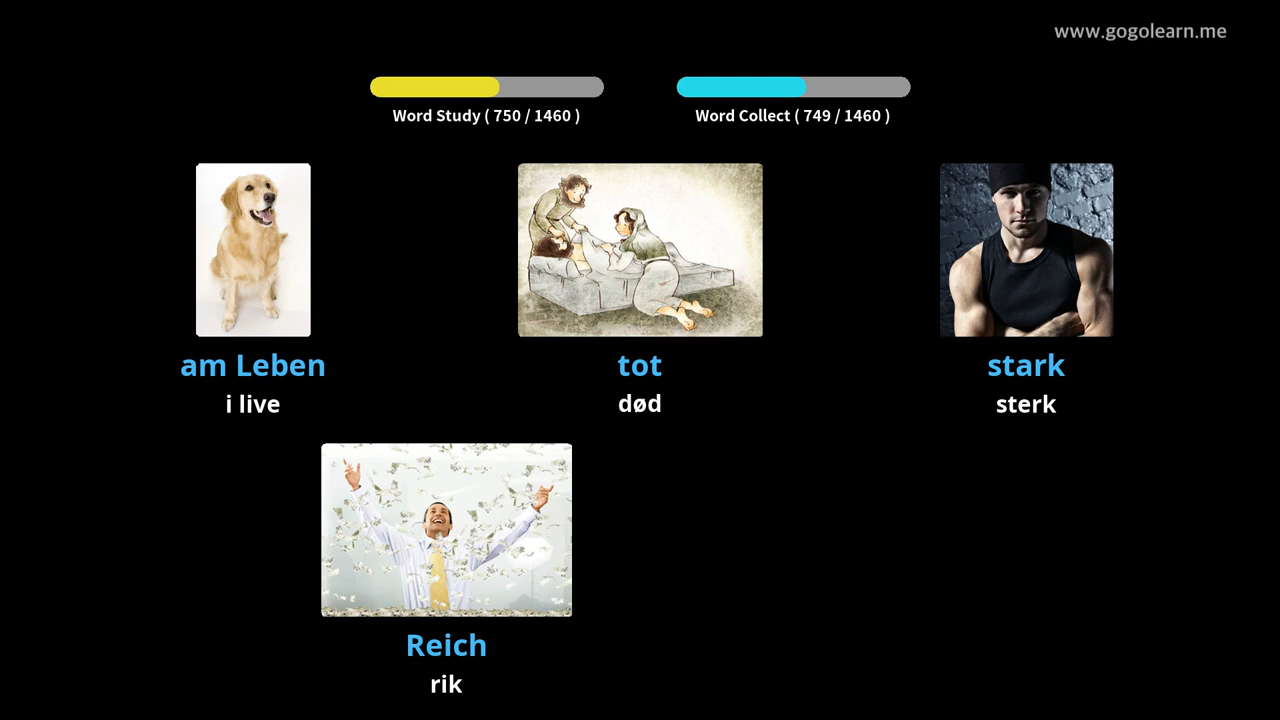 www.gogolearn.me
Word Study ( 750 / 1460 )
Word Collect ( 749 / 1460 )
am Leben
i live
tot
død
stark
sterk
Reich
rik